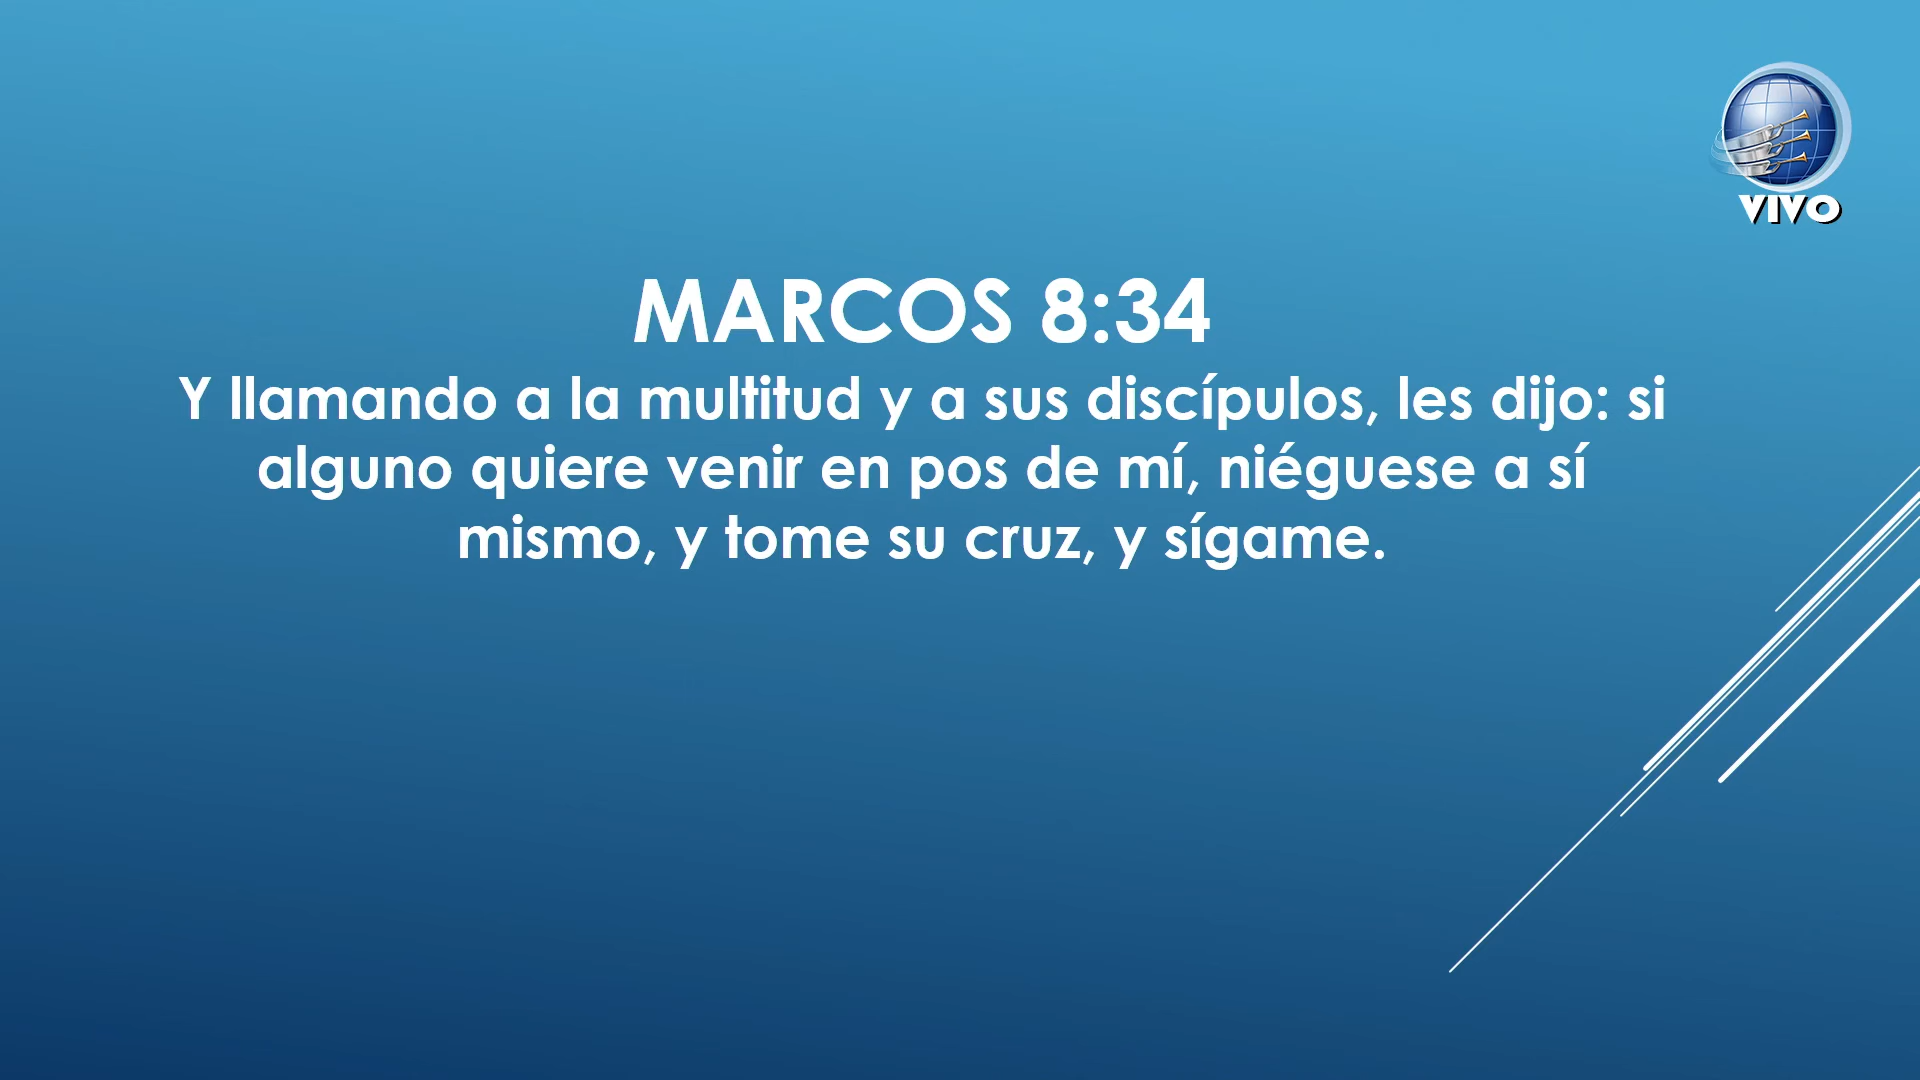 VIVO
MARCOS 8:34
Y llamando a la multitud y a sus discípulos, les dijo: si
alguno quiere venir en pos de mí, niéguese a sí
mismo, y tome su cruz, y sígame.